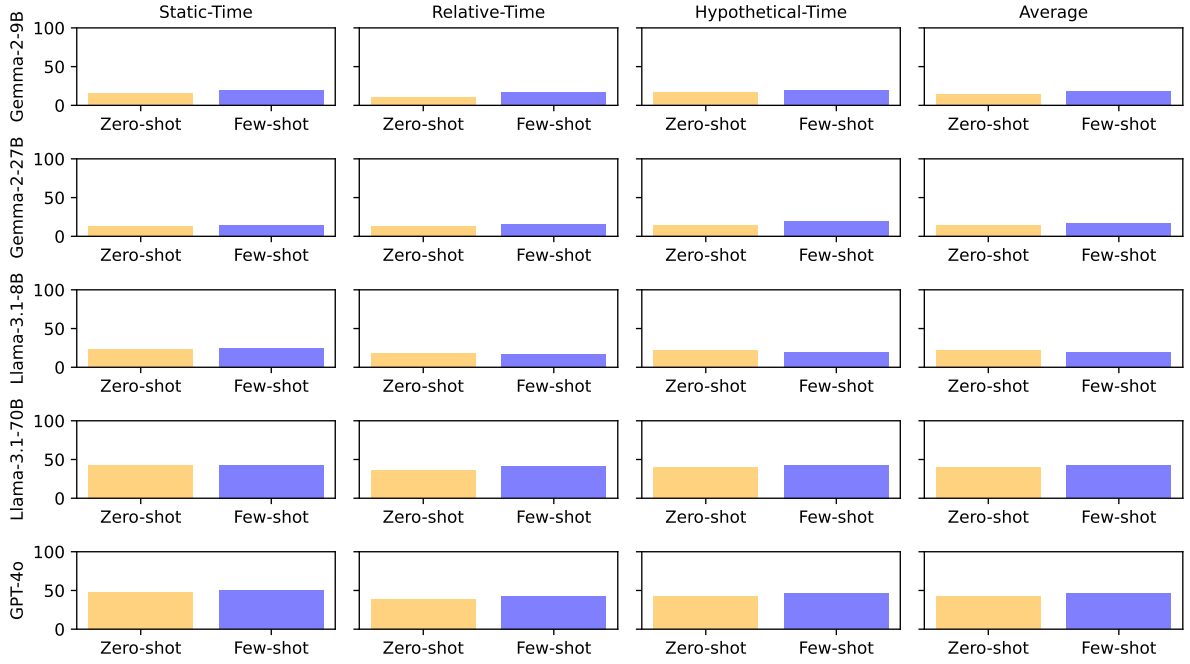 Static-Time Relative-Time Hypothetical-Time Average
Gemma-2-9B
100
50
0
Zero-shot Few-shot Zero-shot Few-shot Zero-shot Few-shot Zero-shot Few-shot
Gemma-2-27B
100
50
0
Zero-shot Few-shot Zero-shot Few-shot Zero-shot Few-shot Zero-shot Few-shot
Llama-3.1-8B
100
50
0
Zero-shot Few-shot Zero-shot Few-shot Zero-shot Few-shot Zero-shot Few-shot
Llama-3.1-70B
100
50
0
Zero-shot Few-shot Zero-shot Few-shot Zero-shot Few-shot Zero-shot Few-shot
GPT-4o
100
50
0
Zero-shot Few-shot Zero-shot Few-shot Zero-shot Few-shot Zero-shot Few-shot